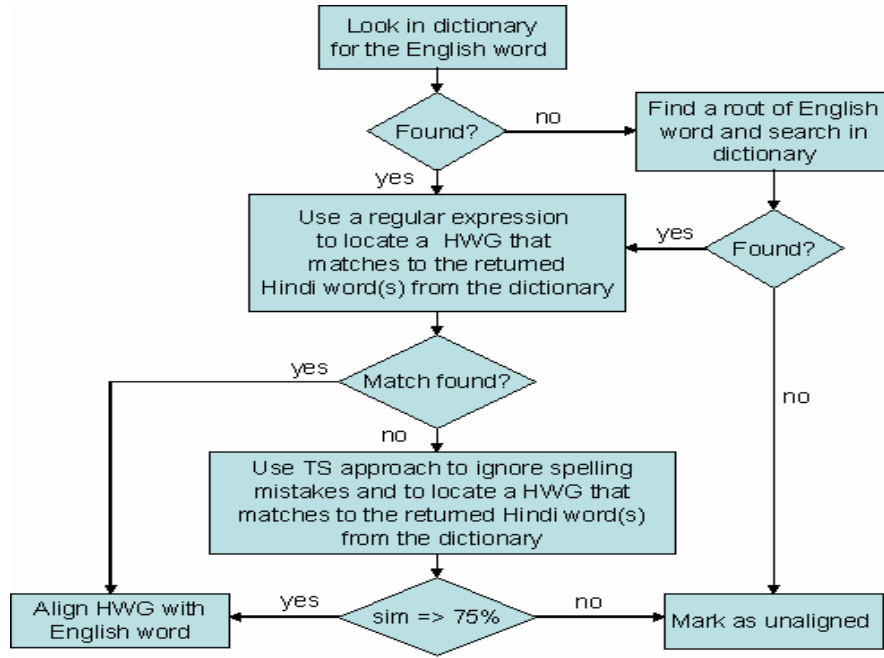 Look in dictionary
for the English word
Found?
no
Find a root of English
word and search in
dictionary
yes
Use a regular expression
to locate a HWG that
matches to the returned
Hindi word(s) from the dictionary
yes
Found?
no
Match found?
yes
no
Use TS approach to ignore spelling
mistakes and to locate a HWG that
matches to the returned Hindi word(s)
from the dictionary
Align HWG with
English word
yes
sim => 75%
no
Mark as unaligned